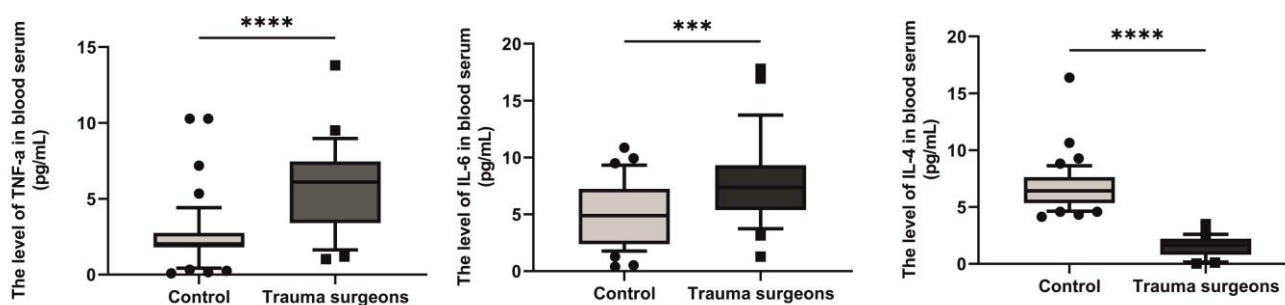 The level of TNF-a in blood serum
(pg/mL)
****
15
10
5
0
Control
Trauma surgeons
The level of IL-6 in blood serum
(pg/mL)
***
20
15
10
5
0
Control
Trauma surgeons
The level of IL-4 in blood serum
(pg/mL)
****
20
15
10
5
0
Control
Trauma surgeons